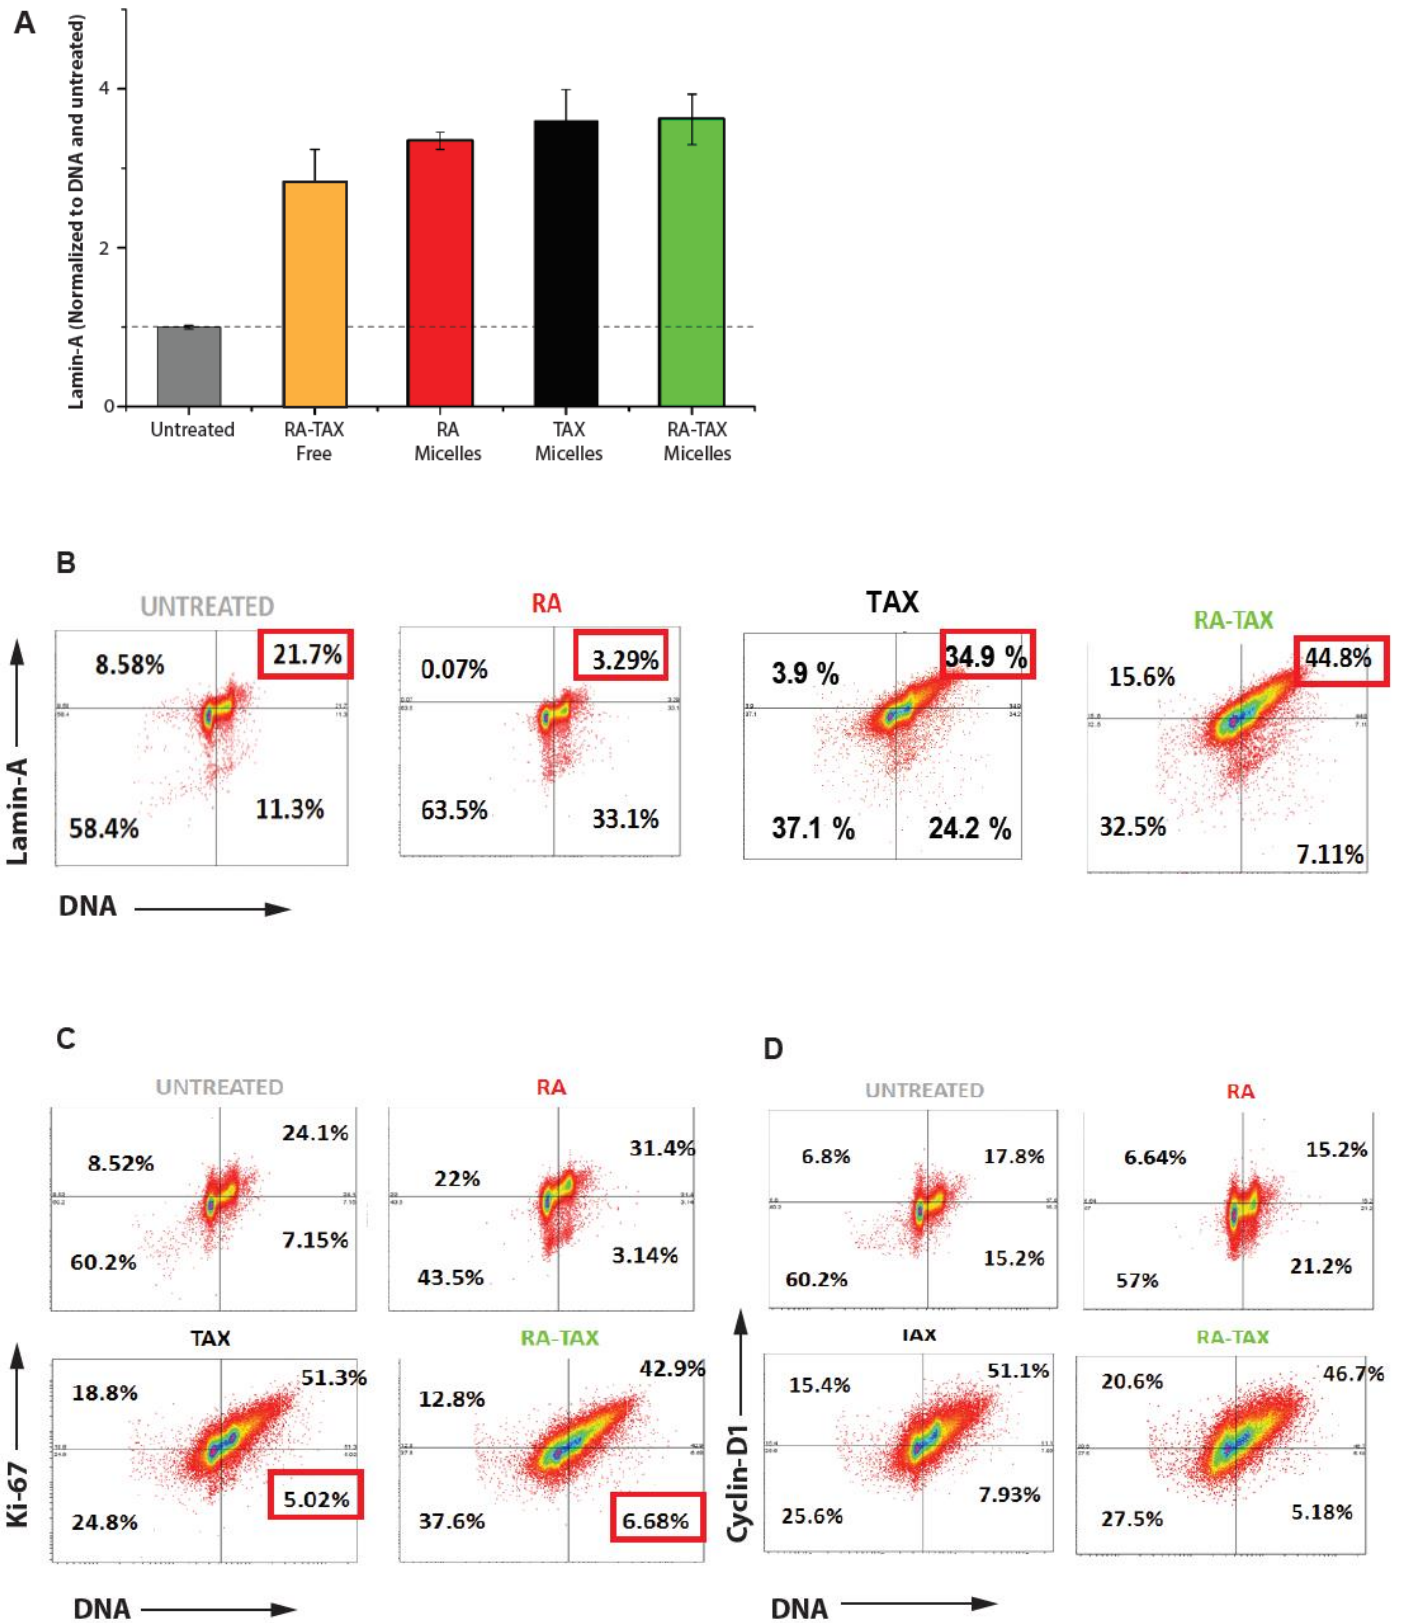 A
Lamin-A (Normalized to DNA and untreated)
4
2
0
Untreated
RA-TAX
Free
RA
Micelles
TAX
Micelles
RA-TAX
Micelles
B
UNTREATED
RA
TAX
RA-TAX
8.58%
21.7%
58.4%
11.3%
0.07%
3.29%
63.5%
33.1%
3.9 %
34.9 %
37.1 %
24.2 %
15.6%
44.8%
32.5%
7.11%
Lamin-A
DNA
C
UNTREATED
RA
8.52%
24.1%
60.2%
7.15%
22%
31.4%
43.5%
3.14%
TAX
RA-TAX
18.8%
51.3%
24.8%
5.02%
12.8%
42.9%
37.6%
6.68%
Ki-67
DNA
D
UNTREATED
RA
6.8%
17.8%
60.2%
15.2%
6.64%
15.2%
57%
21.2%
TAX
RA-TAX
15.4%
51.1%
25.6%
7.93%
20.6%
46.7%
27.5%
5.18%
Cyclin-D1
DNA